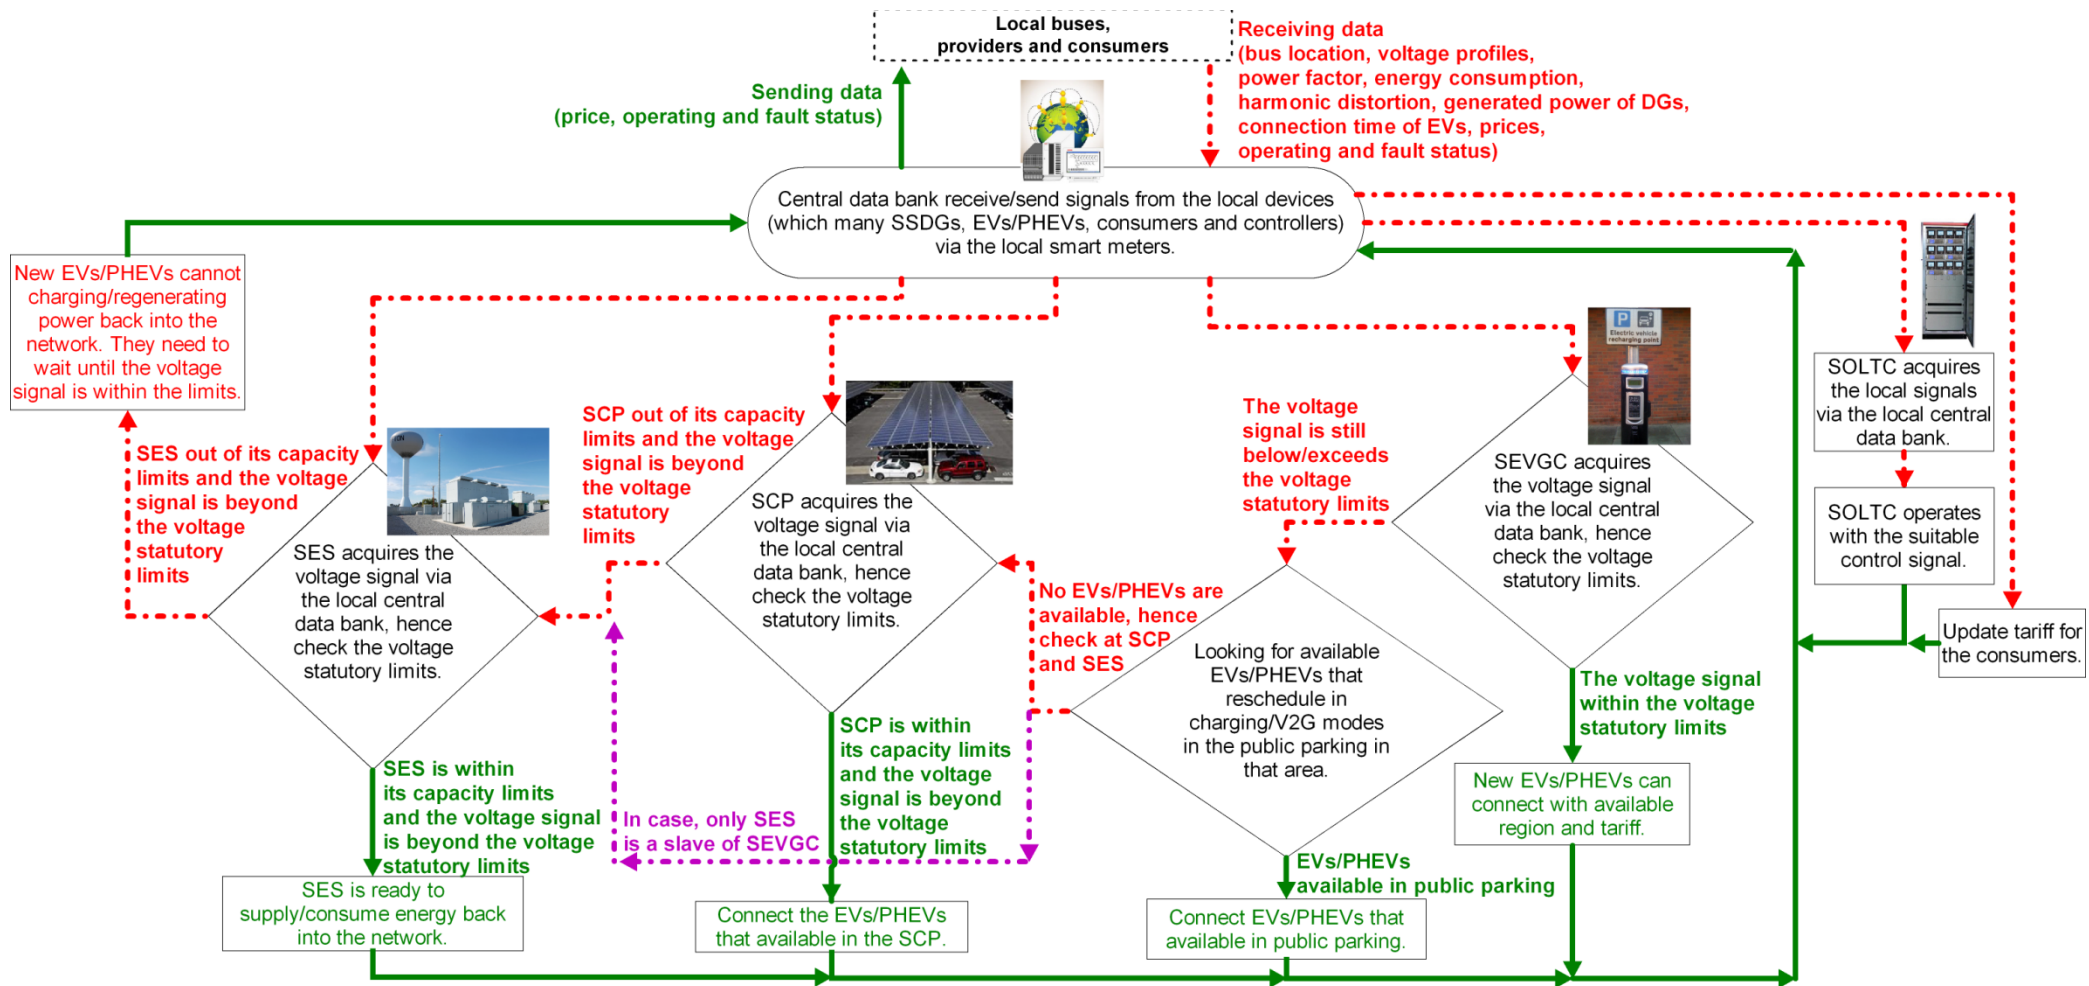 Local buses,
providers and consumers
Receiving data
(bus location, voltage profiles,
power factor, energy consumption,
harmonic distortion, generated power of DGs,
connection time of EVs, prices,
operating and fault status)
Sending data
(price, operating and fault status)
Central data bank receive/send signals from the local devices
(which many SSDGs, EVs/PHEVs, consumers and controllers)
via the local smart meters.
New EVs/PHEVs cannot
charging/regenerating
power back into the
network. They need to
wait until the voltage
signal is within the limits.
SES out of its capacity
limits and the voltage
signal is beyond
the voltage
statutory
limits
SES acquires the
voltage signal via
the local central
data bank, hence
check the voltage
statutory limits.
SES is within
its capacity limits
and the voltage signal
is beyond the voltage
statutory limits
SES is ready to
supply/consume energy back
into the network.
SCP out of its capacity
limits and the voltage
signal is beyond
the voltage
statutory
limits
SCP acquires the
voltage signal via
the local central
data bank, hence
check the voltage
statutory limits.
In case, only SES
is a slave of SEVGC
SCP is within
its capacity limits
and the voltage
signal is beyond
the voltage
statutory limits
Connect the EVs/PHEVs
that available in the SCP.
No EVs/PHEVs are
available, hence
check at SCP
and SES
The voltage
signal is still
below/exceeds
the voltage
statutory limits
Looking for available
EVs/PHEVs that
reschedule in
charging/V2G modes
in the public parking in
that area.
EVs/PHEVs
available in public parking
Connect EVs/PHEVs that
available in public parking.
P
Electric vehicle
recharging point
SEVGC acquires
the voltage signal
via the local central
data bank, hence
check the voltage
statutory limits.
The voltage signal
within the voltage
statutory limits
New EVs/PHEVs can
connect with available
region and tariff.
SOLTC acquires
the local signals
via the local central
data bank.
SOLTC operates
with the suitable
control signal.
Update tariff for
the consumers.